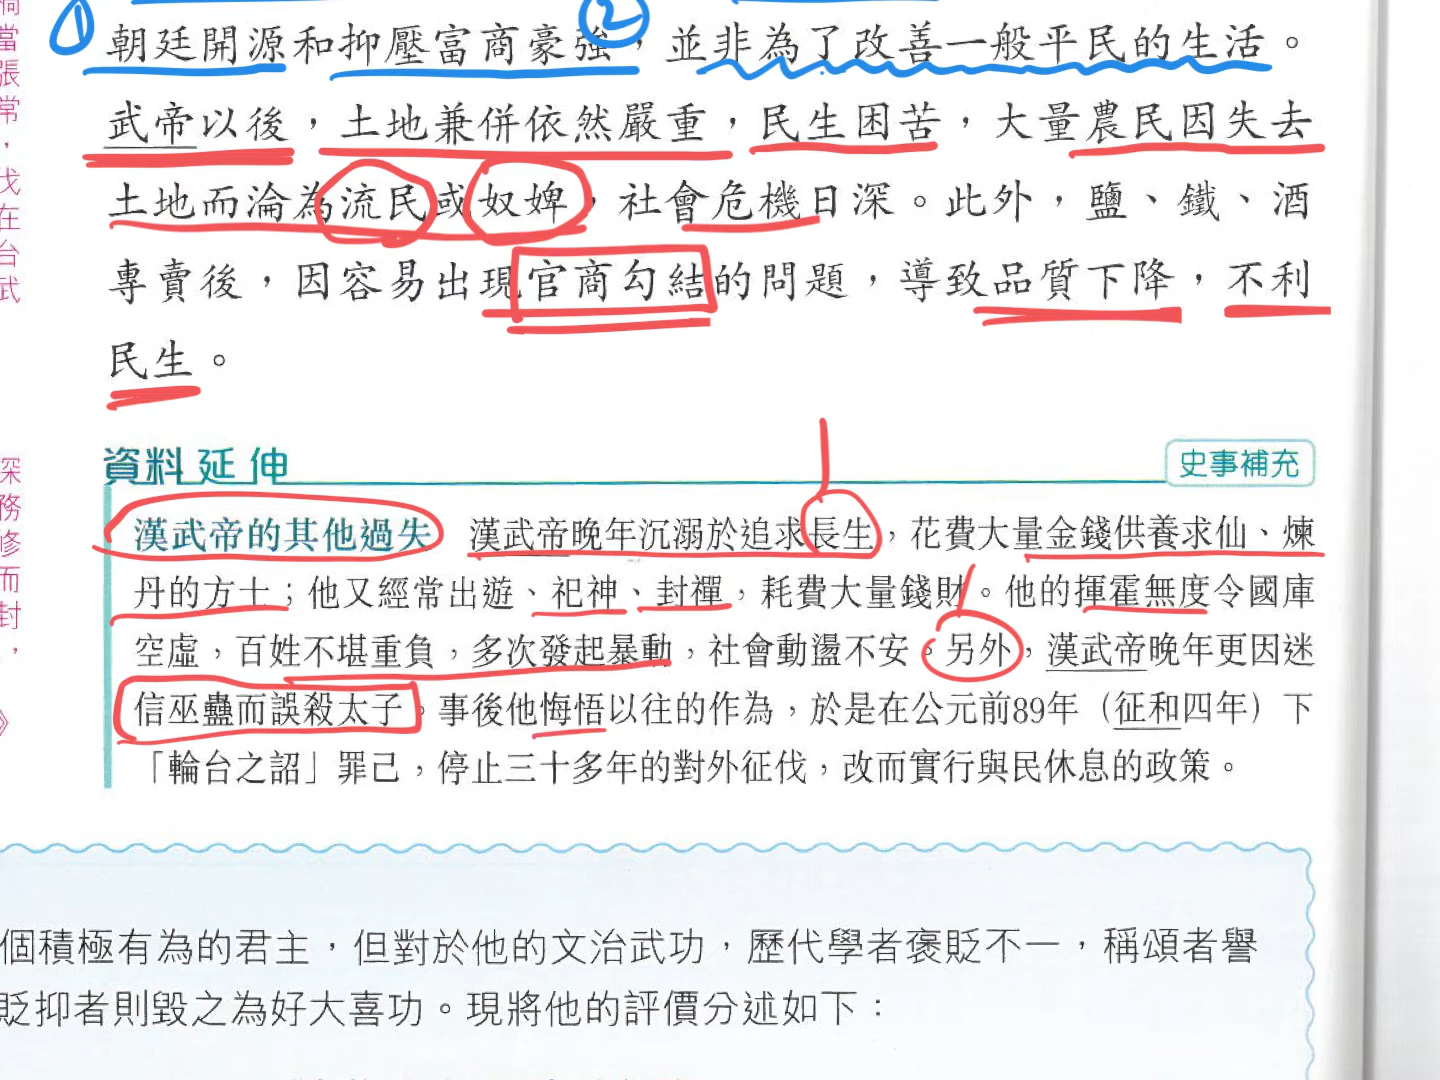 ① ②
朝廷開源和抑壓富商豪強，並非為了改善一般平民的生活。
武帝以後，土地兼併依然嚴重，民生困苦，大量農民因失去
土地而淪為流民或奴婢，社會危機日深。此外，鹽、鐵、酒
專賣後，因容易出現官商勾結的問題，導致品質下降，不利
民生。
資料延伸
史事補充
漢武帝的其他過失 漢武帝晚年沉溺於追求長生，花費大量金錢供養求仙、煉
丹的方士；他又經常出遊、祀神、封禪，耗費大量錢財。他的揮霍無度令國庫
空虛，百姓不堪重負，多次發起暴動，社會動盪不安。另外，漢武帝晚年更因迷
信巫蠱而誤殺太子。事後他悔悟以往的作為，於是在公元前89年（征和四年）下
「輪台之詔」罪己，停止三十多年的對外征伐，改而實行與民休息的政策。
個積極有為的君主，但對於他的文治武功，歷代學者褒貶不一，稱頌者譽
貶抑者則毀之為好大喜功。現將他的評價分述如下：
當張常，
伐在台武
深務修而封，
》